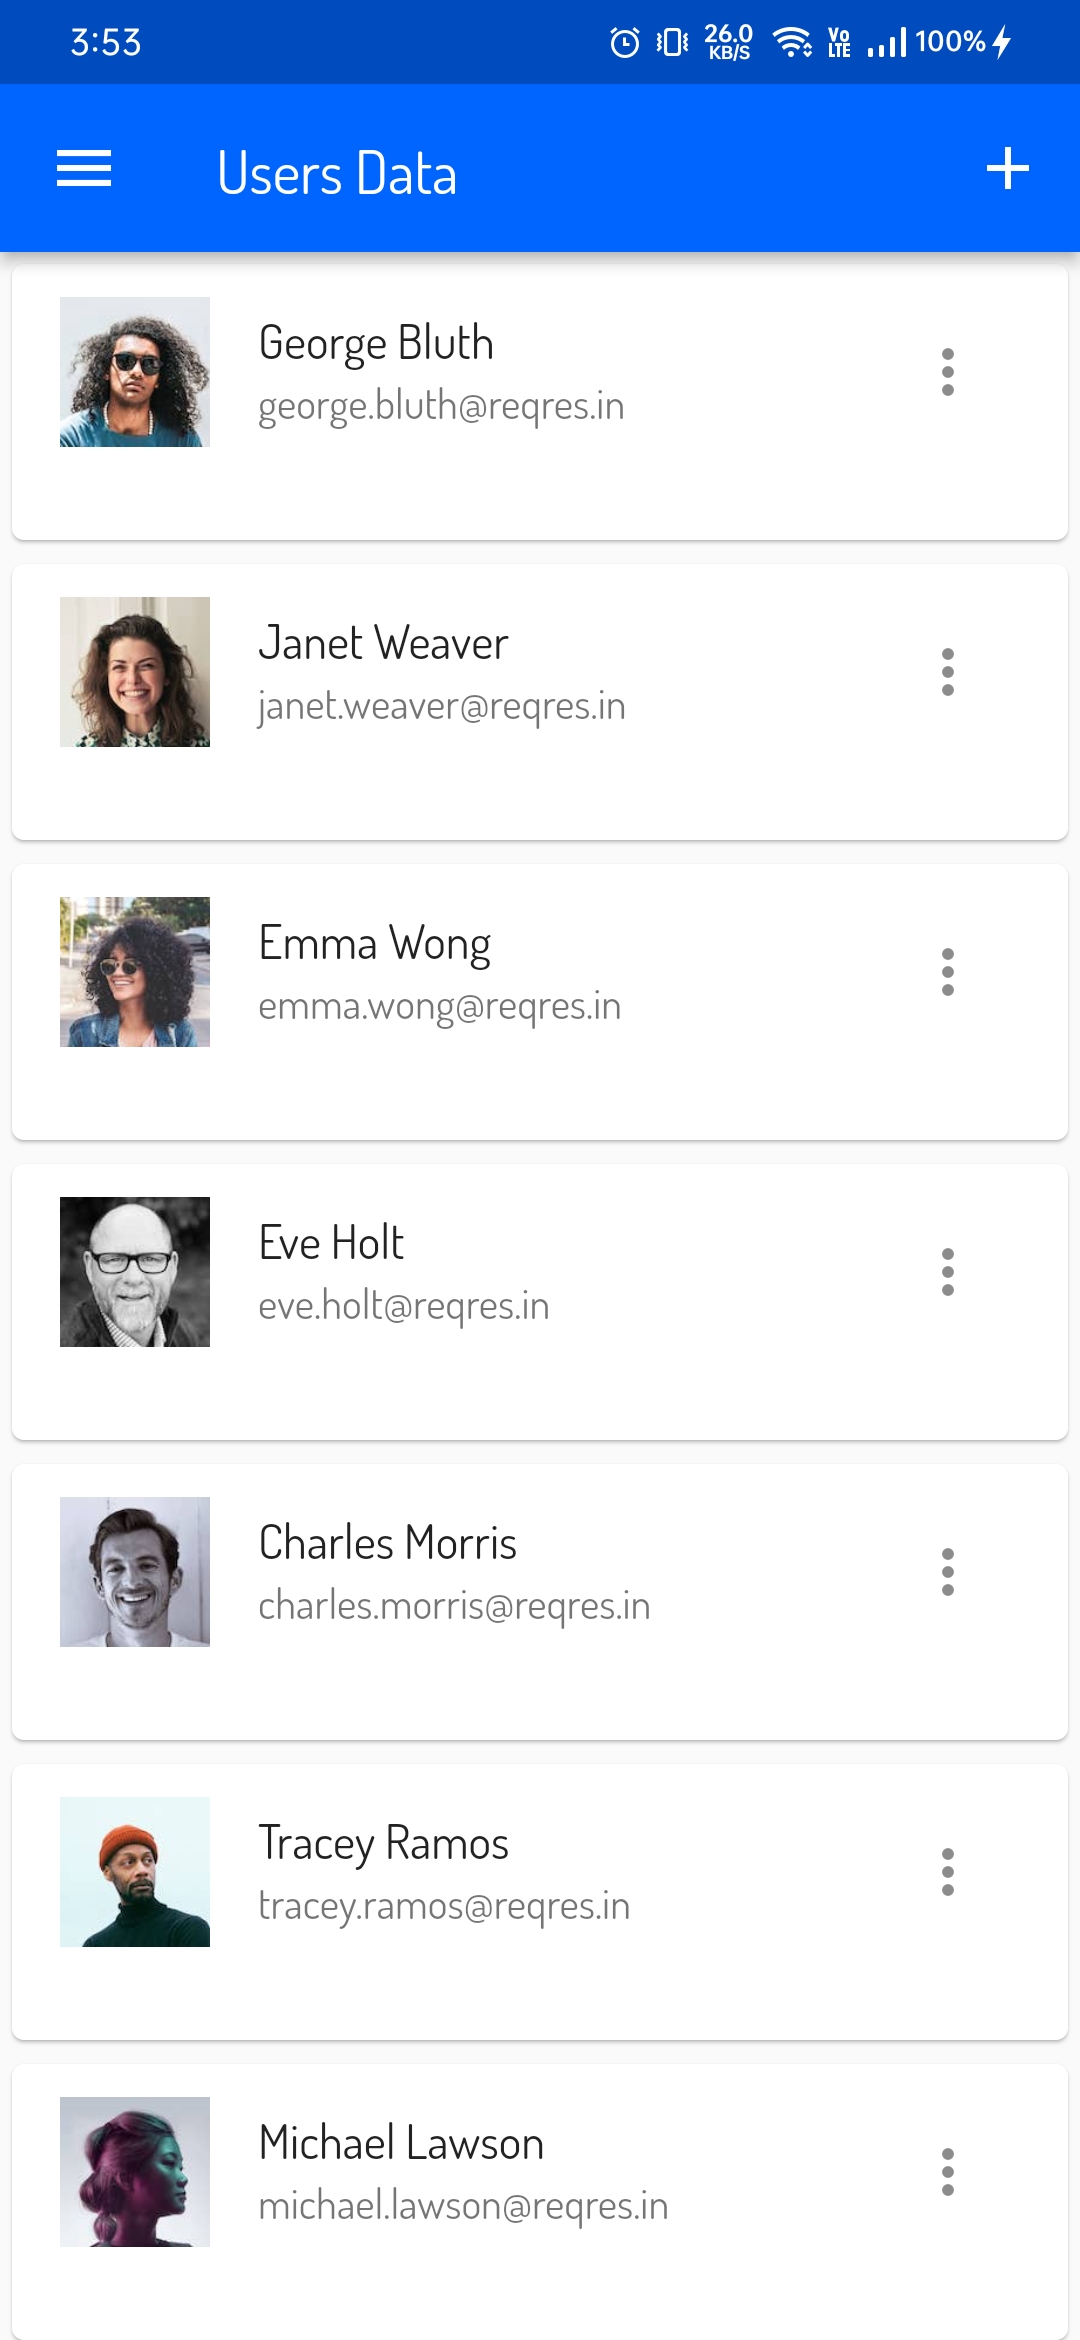 3:53
26.0
KB/S
Vo
LTE
100%
Users Data
George Bluth
george.bluth@reqres.in
Janet Weaver
janet.weaver@reqres.in
Emma Wong
emma.wong@reqres.in
Eve Holt
eve.holt@reqres.in
Charles Morris
charles.morris@reqres.in
Tracey Ramos
tracey.ramos@reqres.in
Michael Lawson
michael.lawson@reqres.in